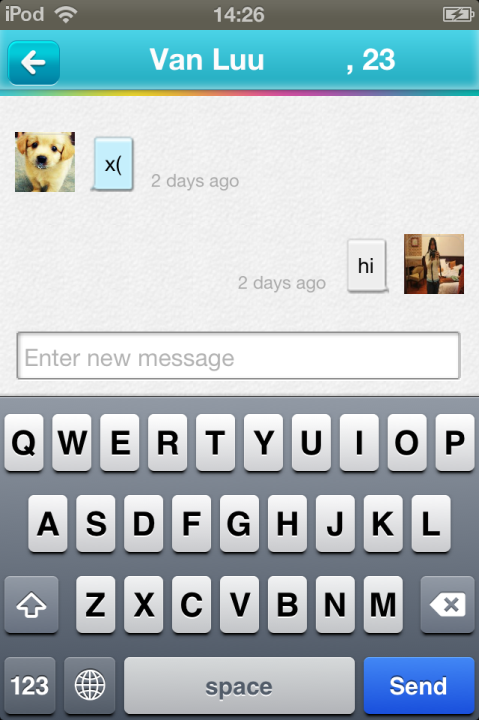 iPod 14:26
Van Luu , 23
x(
2 days ago
hi
2 days ago
Enter new message
Q W E R T Y U I O P
A S D F G H J K L
Z X C V B N M
123 space Send